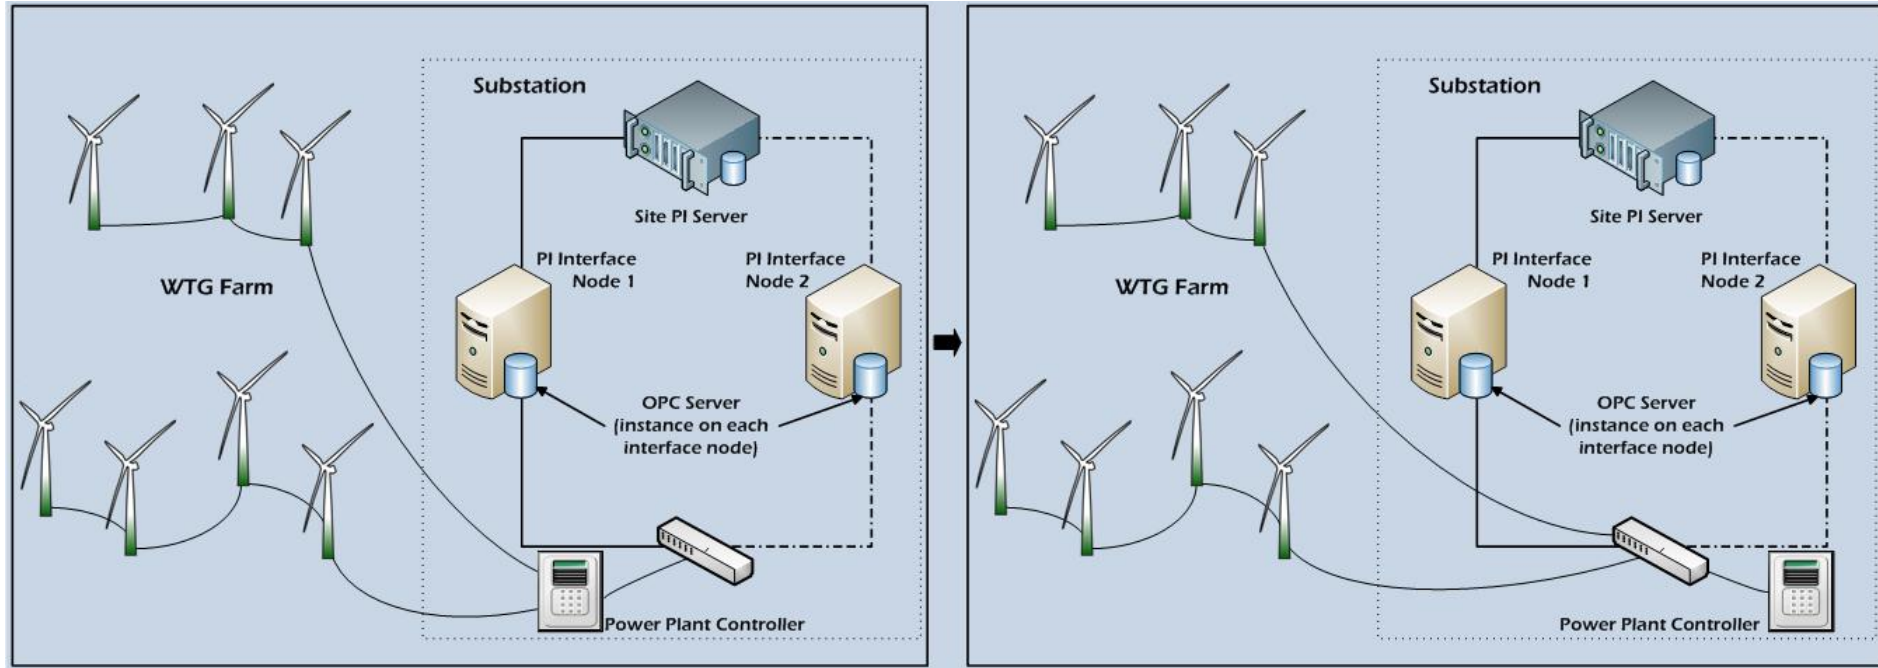 Substation
Site PI Server
PI Interface
Node 1
PI Interface
Node 2
WTG Farm
OPC Server
(instance on each
interface node)
Power Plant Controller
Substation
Site PI Server
PI Interface
Node 1
PI Interface
Node 2
WTG Farm
OPC Server
(instance on each
interface node)
Power Plant Controller